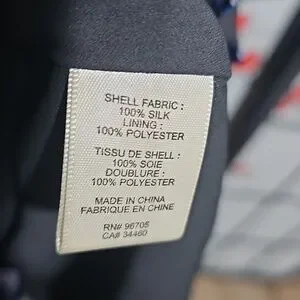 SHELL FABRIC :
100% SILK
LINING :
100% POLYESTER
TISSU DE SHELL :
100% SOIE
DOUBLURE :
100% POLYESTER
MADE IN CHINA
FABRIQUE EN CHINE
RN# 96705
CA# 34460